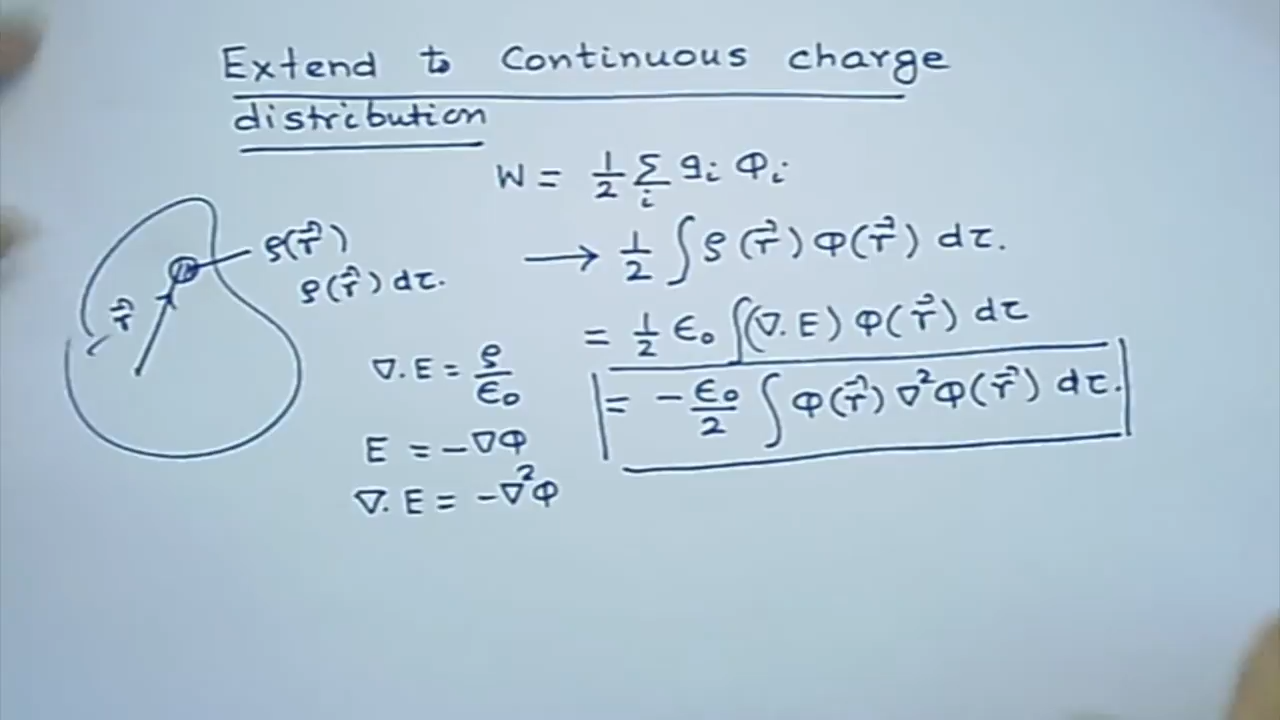 Extend to Continuous charge
distribution
W = 1/2 Σ_i q_i Φ_i
ρ(r⃗)
ρ(r⃗) dτ.
r⃗
⟶ 1/2 ∫ ρ(r⃗) Φ(r⃗) dτ.
= 1/2 ε₀ ∫(∇.E) Φ(r⃗) dτ
= -ε₀/2 ∫ Φ(r⃗) ∇²Φ(r⃗) dτ.
∇.E = ρ/ε₀
E = -∇Φ
∇.E = -∇²Φ